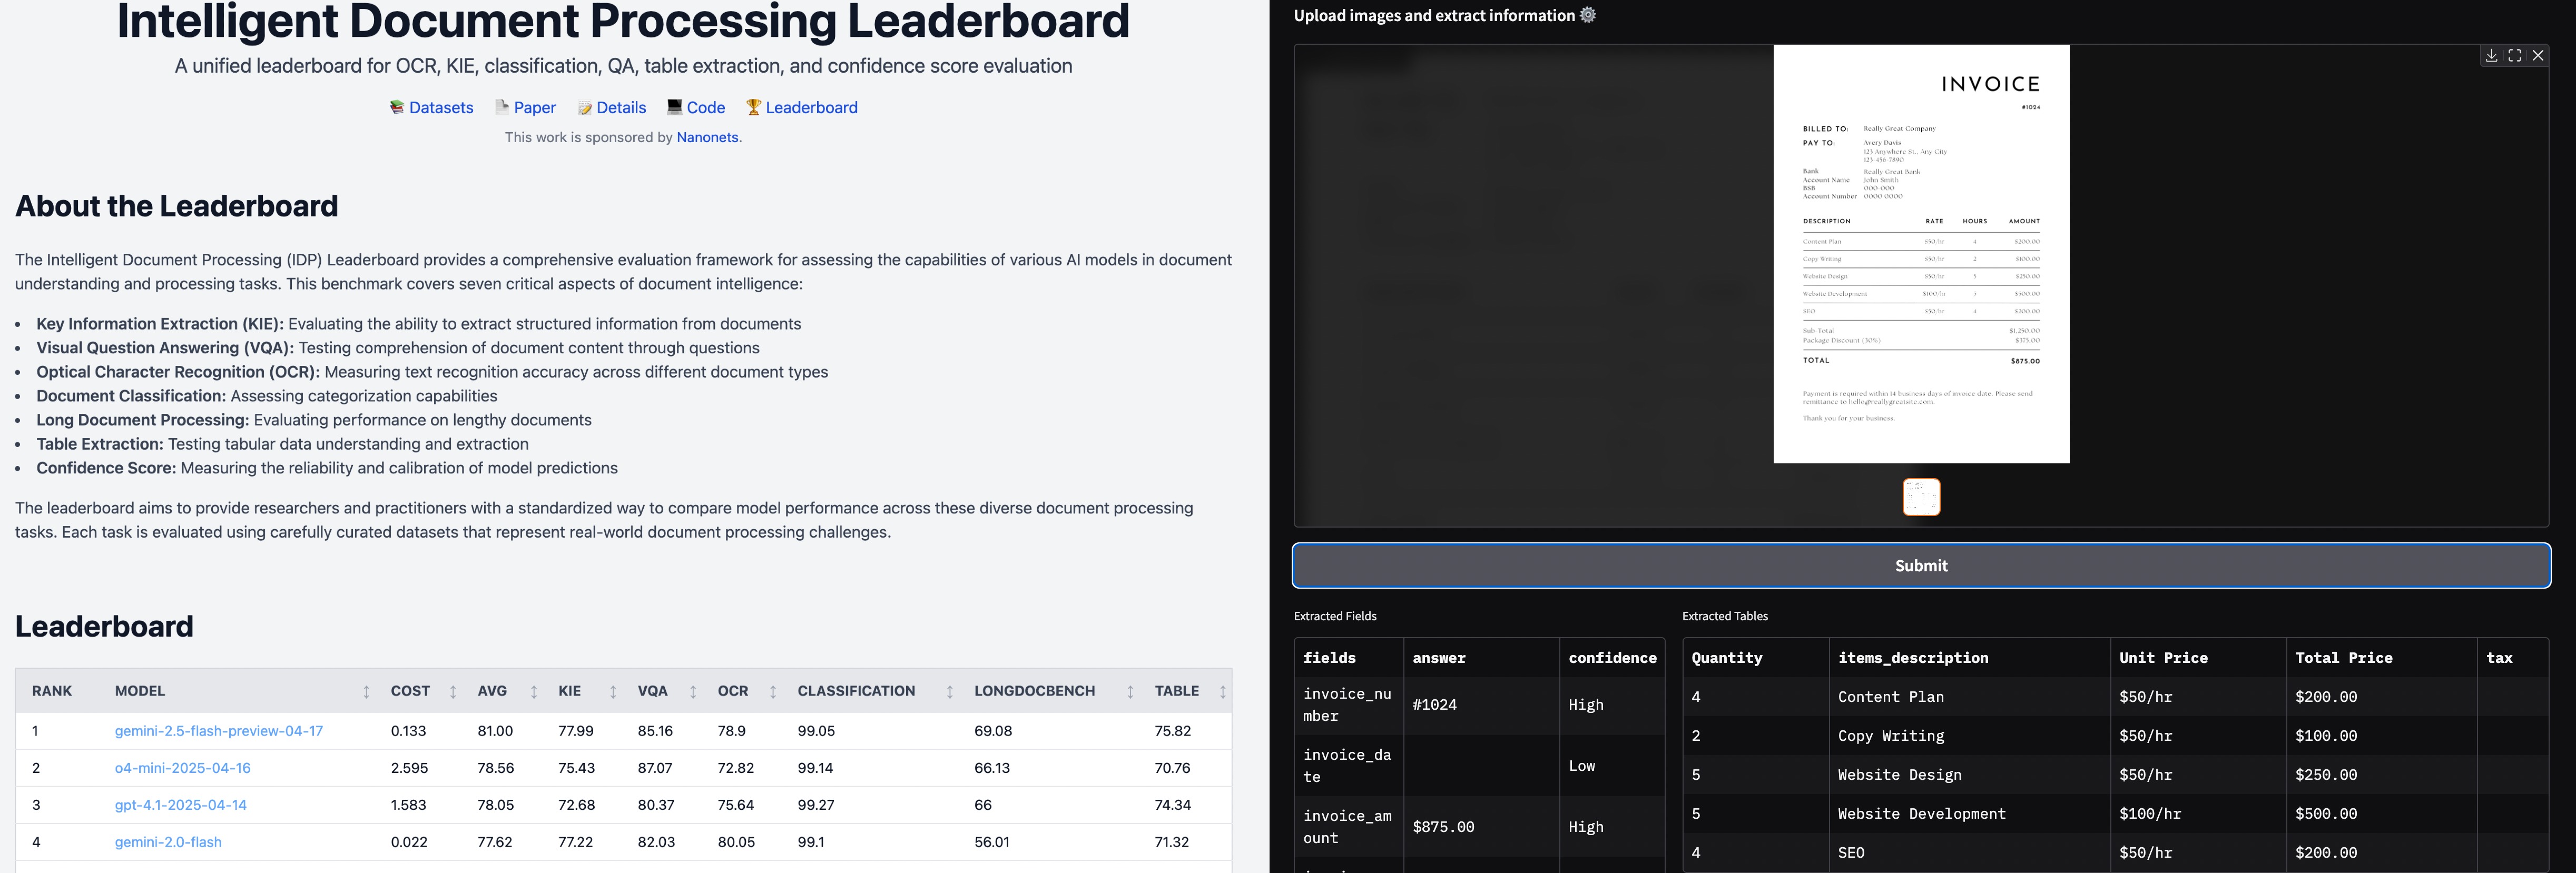 Intelligent Document Processing Leaderboard
A unified leaderboard for OCR, KIE, classification, QA, table extraction, and confidence score evaluation
Datasets Paper Details Code Leaderboard
This work is sponsored by Nanonets.
About the Leaderboard
The Intelligent Document Processing (IDP) Leaderboard provides a comprehensive evaluation framework for assessing the capabilities of various AI models in document
understanding and processing tasks. This benchmark covers seven critical aspects of document intelligence:
• Key Information Extraction (KIE): Evaluating the ability to extract structured information from documents
• Visual Question Answering (VQA): Testing comprehension of document content through questions
• Optical Character Recognition (OCR): Measuring text recognition accuracy across different document types
• Document Classification: Assessing categorization capabilities
• Long Document Processing: Evaluating performance on lengthy documents
• Table Extraction: Testing tabular data understanding and extraction
• Confidence Score: Measuring the reliability and calibration of model predictions
The leaderboard aims to provide researchers and practitioners with a standardized way to compare model performance across these diverse document processing
tasks. Each task is evaluated using carefully curated datasets that represent real-world document processing challenges.
Leaderboard
RANK MODEL COST AVG KIE VQA OCR CLASSIFICATION LONGDOCBENCH TABLE
1 gemini-2.5-flash-preview-04-17 0.133 81.00 77.99 85.16 78.9 99.05 69.08 75.82
2 o4-mini-2025-04-16 2.595 78.56 75.43 87.07 72.82 99.14 66.13 70.76
3 gpt-4.1-2025-04-14 1.583 78.05 72.68 80.37 75.64 99.27 66 74.34
4 gemini-2.0-flash 0.022 77.62 77.22 82.03 80.05 99.1 56.01 71.32
Upload images and extract information
INVOICE
#1024
BILLED TO: Really Great Company
PAY TO: Avery Davis
123 Anywhere St., Any City
123-456-7890
Bank Really Great Bank
Account Name John Smith
BSB 000-000
Account Number 0000 0000
DESCRIPTION RATE HOURS AMOUNT
Content Plan $50/hr 4 $200.00
Copy Writing $50/hr 2 $100.00
Website Design $50/hr 5 $250.00
Website Development $100/hr 5 $500.00
SEO $50/hr 4 $200.00
Sub-Total $1,250.00
Package Discount (30%) $375.00
TOTAL $875.00
Payment is required within 14 business days of invoice date. Please send
remittance to hello@reallygreatsite.com.
Thank you for your business.
Submit
Extracted Fields
fields answer confidence
invoice_nu
mber #1024 High
invoice_da
te Low
invoice_am
ount $875.00 High
Extracted Tables
Quantity items_description Unit Price Total Price tax
4 Content Plan $50/hr $200.00
2 Copy Writing $50/hr $100.00
5 Website Design $50/hr $250.00
5 Website Development $100/hr $500.00
4 SEO $50/hr $200.00